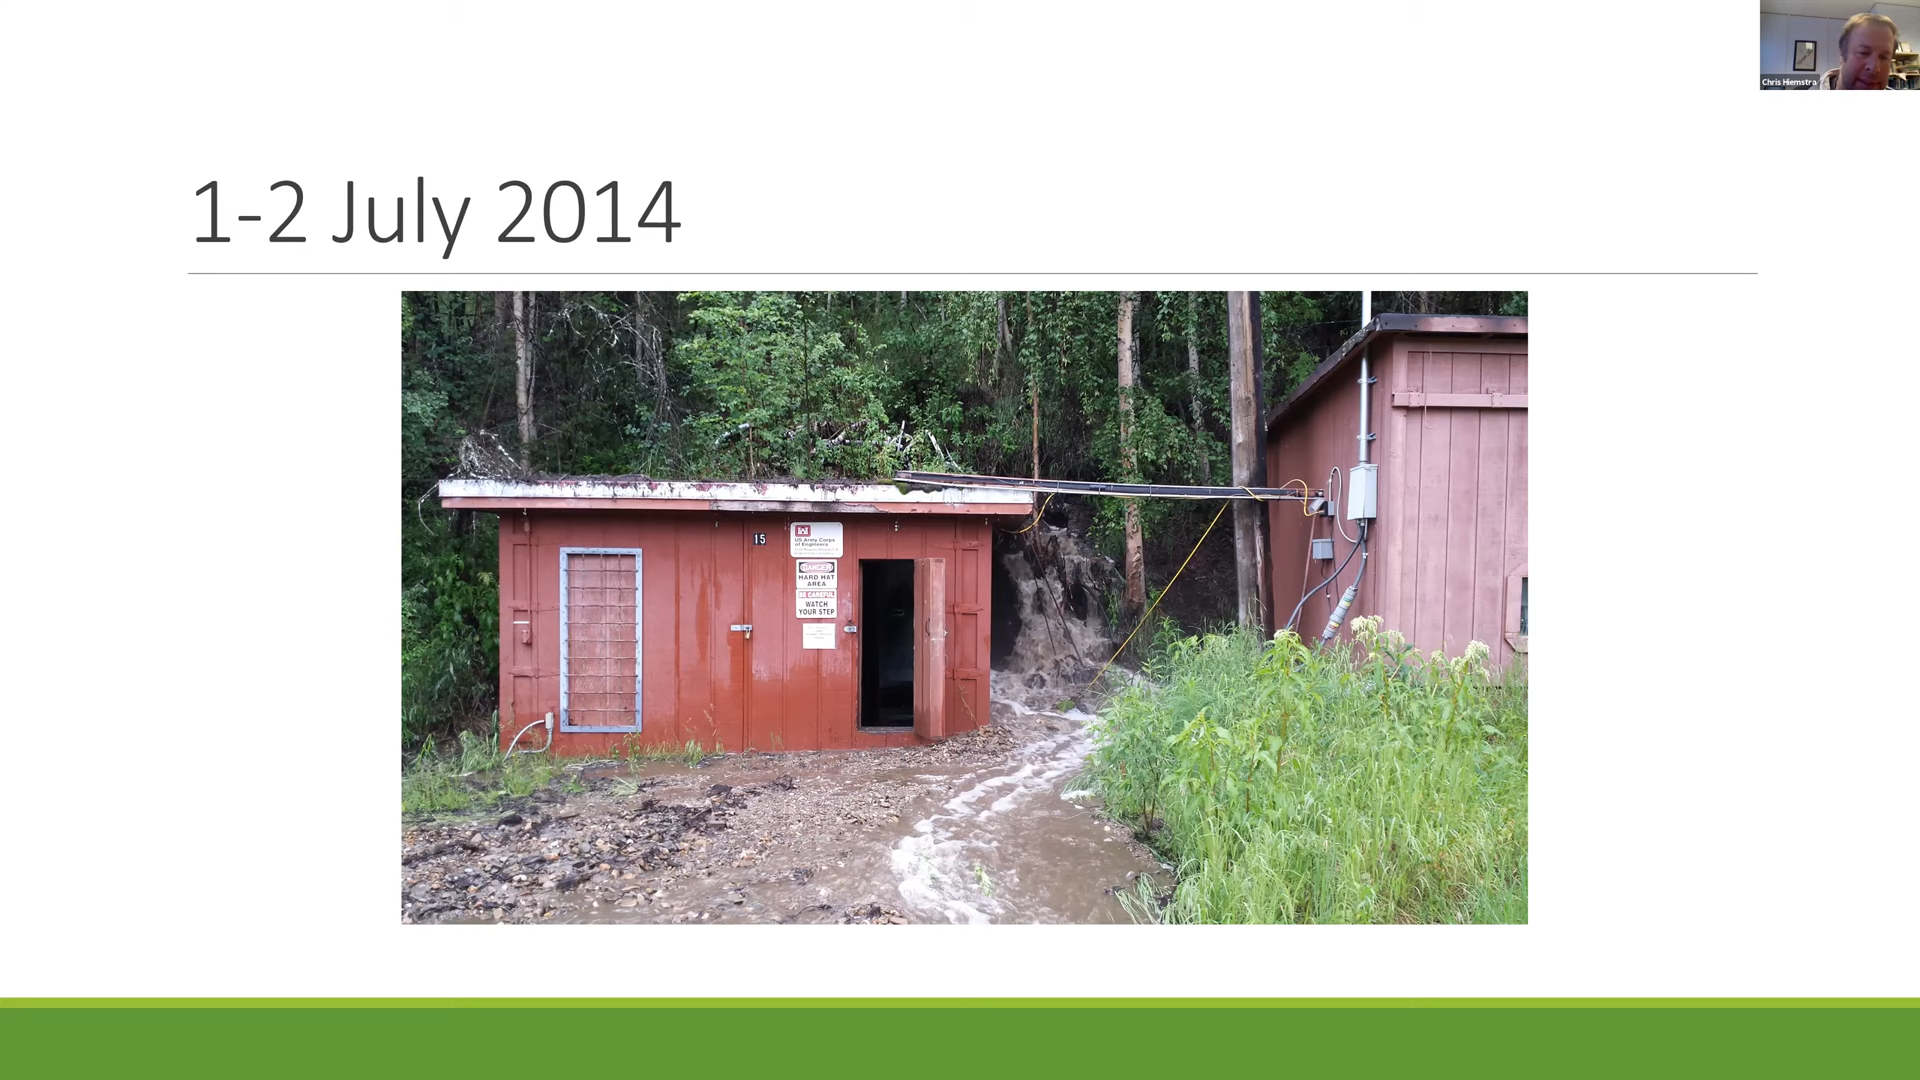 Chris Hiemstra
1-2 July 2014
15
US Army Corps
of Engineers
DANGER
HARD HAT
AREA
BE CAREFUL
WATCH
YOUR STEP